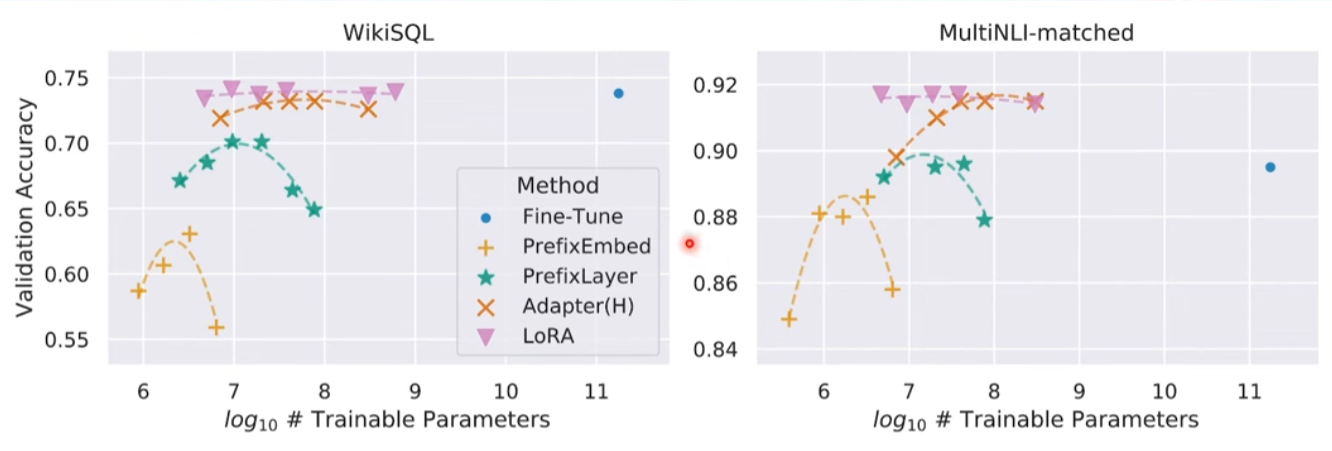 WikiSQL
Validation Accuracy
0.75
0.70
0.65
0.60
0.55
6 7 8 9 10 11
log10 # Trainable Parameters
Method
Fine-Tune
PrefixEmbed
PrefixLayer
Adapter(H)
LoRA
MultiNLI-matched
0.92
0.90
0.88
0.86
0.84
6 7 8 9 10 11
log10 # Trainable Parameters